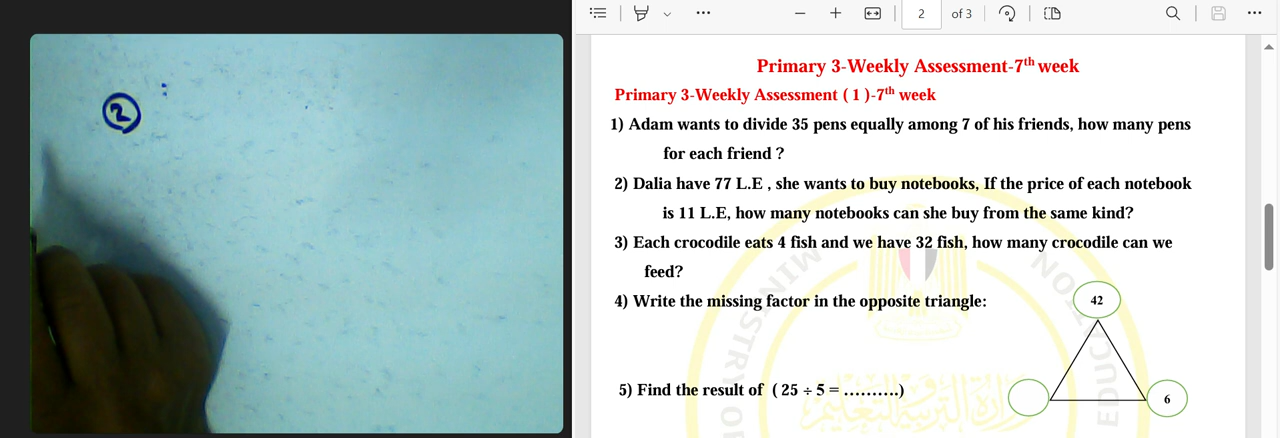 2
2
of 3
Primary 3-Weekly Assessment-7th week
Primary 3-Weekly Assessment ( 1 )-7th week
1) Adam wants to divide 35 pens equally among 7 of his friends, how many pens
for each friend ?
2) Dalia have 77 L.E , she wants to buy notebooks, If the price of each notebook
is 11 L.E, how many notebooks can she buy from the same kind?
3) Each crocodile eats 4 fish and we have 32 fish, how many crocodile can we
feed?
4) Write the missing factor in the opposite triangle:
42
5) Find the result of ( 25 ÷ 5 = ……….)
6